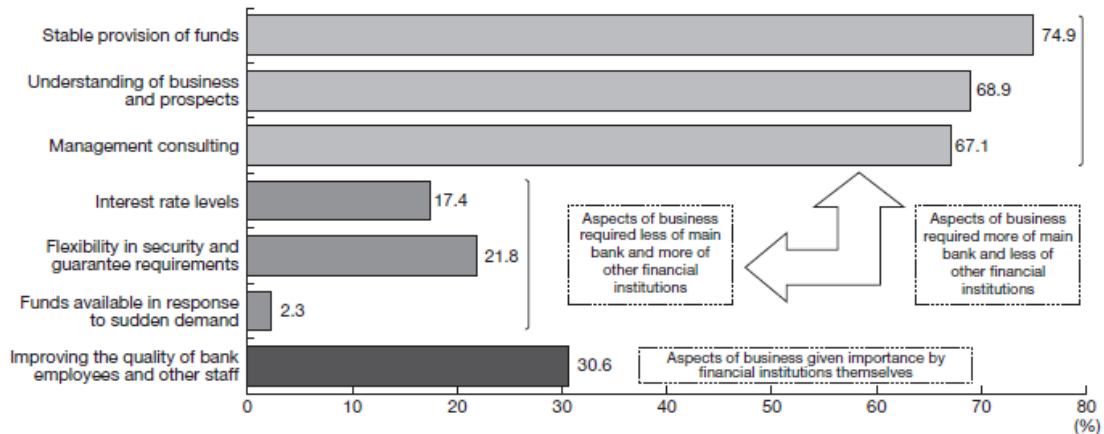 Stable provision of funds
74.9
Understanding of business
and prospects
68.9
Management consulting
67.1
Interest rate levels
17.4
Flexibility in security and
guarantee requirements
21.8
Funds available in response
to sudden demand
2.3
Improving the quality of bank
employees and other staff
30.6
Aspects of business
required less of main
bank and more of
other financial
institutions
Aspects of business
required more of main
bank and less of
other financial
institutions
Aspects of business given importance by
financial institutions themselves
0 10 20 30 40 50 60 70 80
(%)